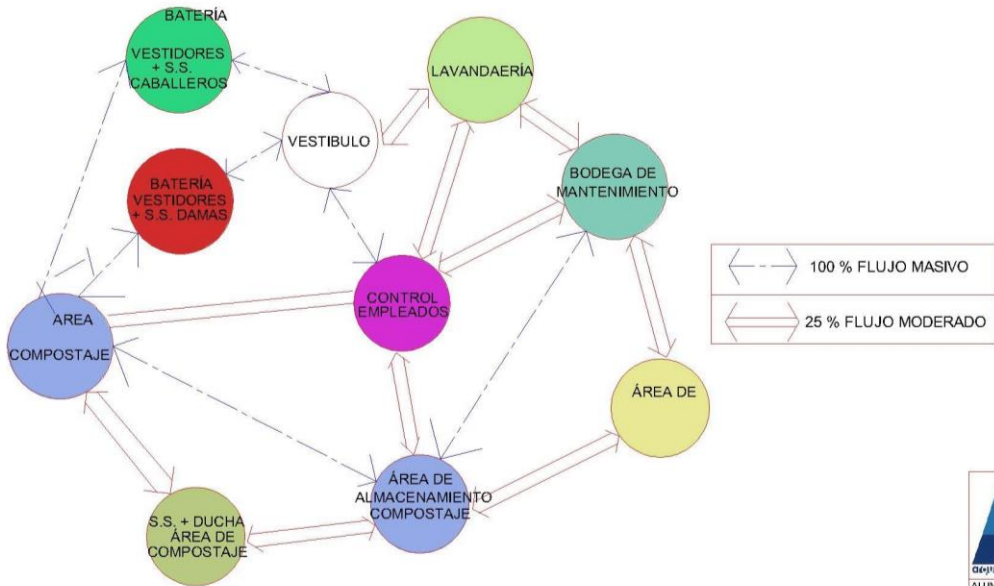 BATERÍA
VESTIDORES
+ S.S.
CABALLEROS
LAVANDAERÍA
VESTIBULO
BATERÍA
VESTIDORES
+ S.S. DAMAS
BODEGA DE
MANTENIMIENTO
CONTROL
EMPLEADOS
AREA
COMPOSTAJE
ÁREA DE
ÁREA DE
ALMACENAMIENTO
COMPOSTAJE
S.S. + DUCHA
ÁREA DE
COMPOSTAJE
100 % FLUJO MASIVO
25 % FLUJO MODERADO